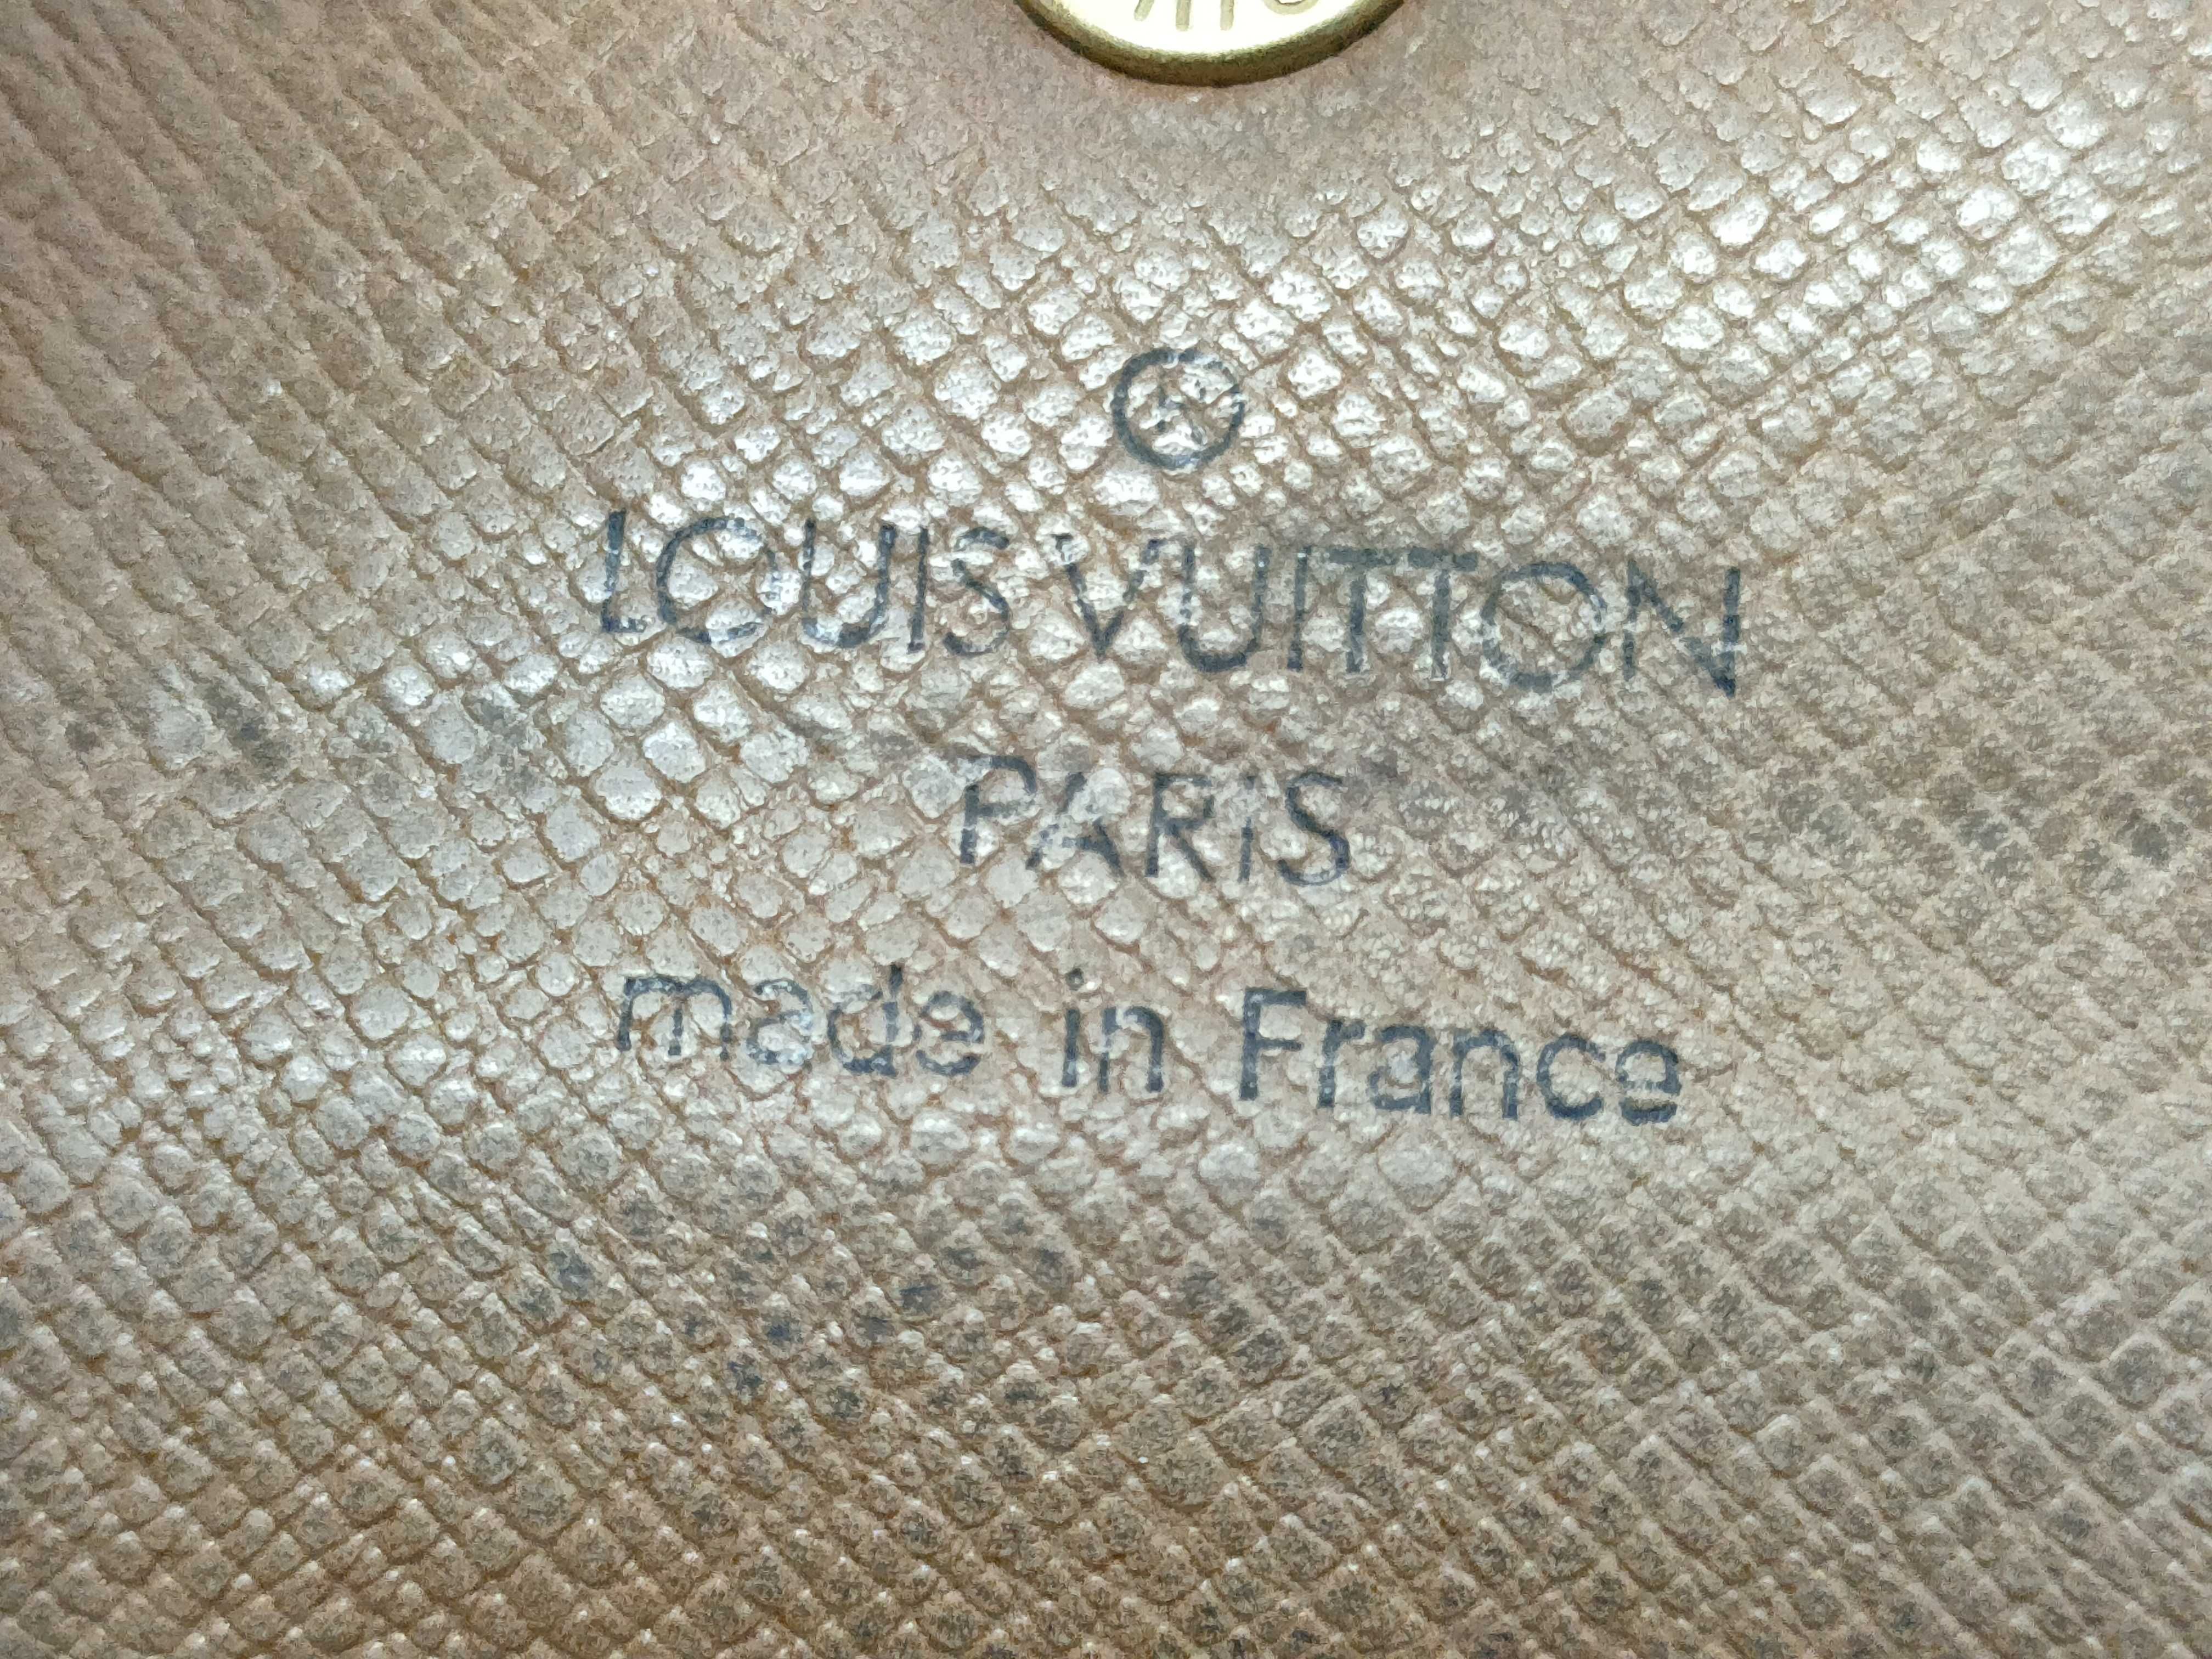 LOUIS VUITTON
PARIS
made in France